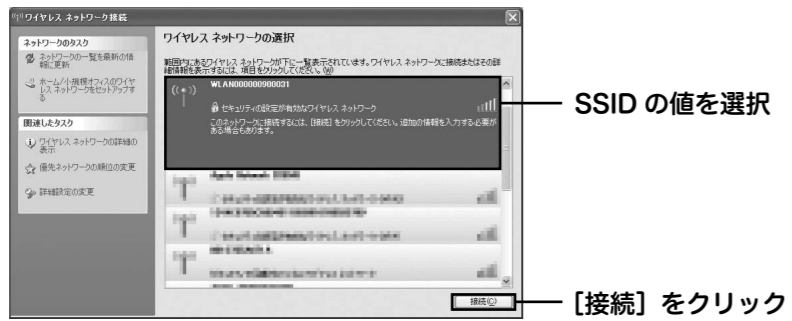 ワイヤレス ネットワーク接続
ネットワークのタスク
ネットワークの一覧を最新の情
報に更新
ホーム/小規模オフィスのワイヤ
レス ネットワークをセットアップす
る
関連したタスク
ワイヤレス ネットワークの詳細の
表示
優先ネットワークの順位の変更
詳細設定の変更
ワイヤレス ネットワークの選択
範囲内にあるワイヤレス ネットワークが下に一覧表示されています。ワイヤレス ネットワークに接続またはその詳
細情報を表示するには、項目をクリックしてください。(W)
WLAN000000900031
セキュリティの設定が有効なワイヤレス ネットワーク
このネットワークに接続するには、[接続] をクリックしてください。追加の情報を入力する必要が
ある場合もあります。
接続(C)
SSID の値を選択
[接続] をクリック